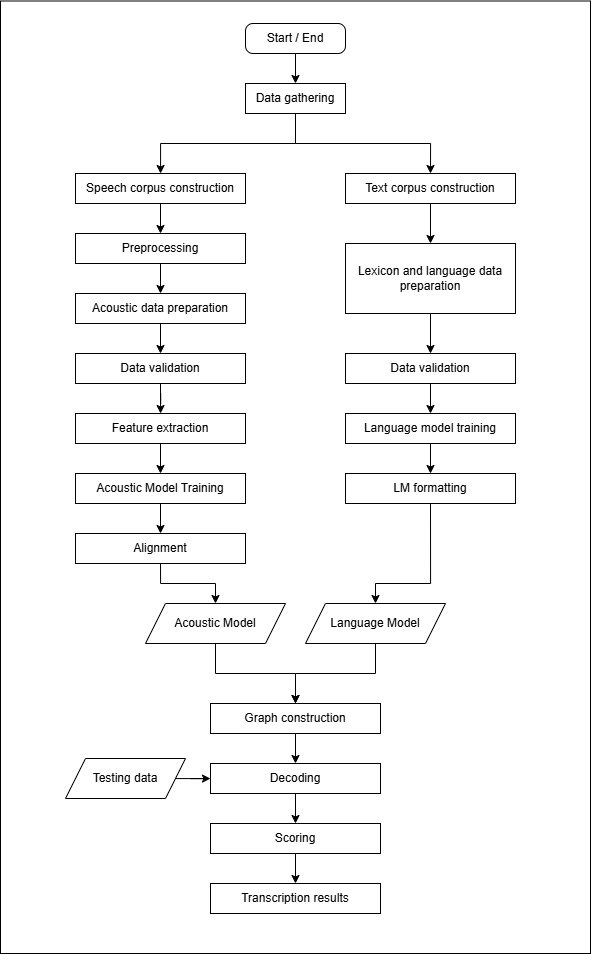 Start / End
Data gathering
Speech corpus construction
Text corpus construction
Preprocessing
Lexicon and language data
preparation
Acoustic data preparation
Data validation
Data validation
Feature extraction
Language model training
Acoustic Model Training
LM formatting
Alignment
Acoustic Model
Language Model
Graph construction
Testing data
Decoding
Scoring
Transcription results